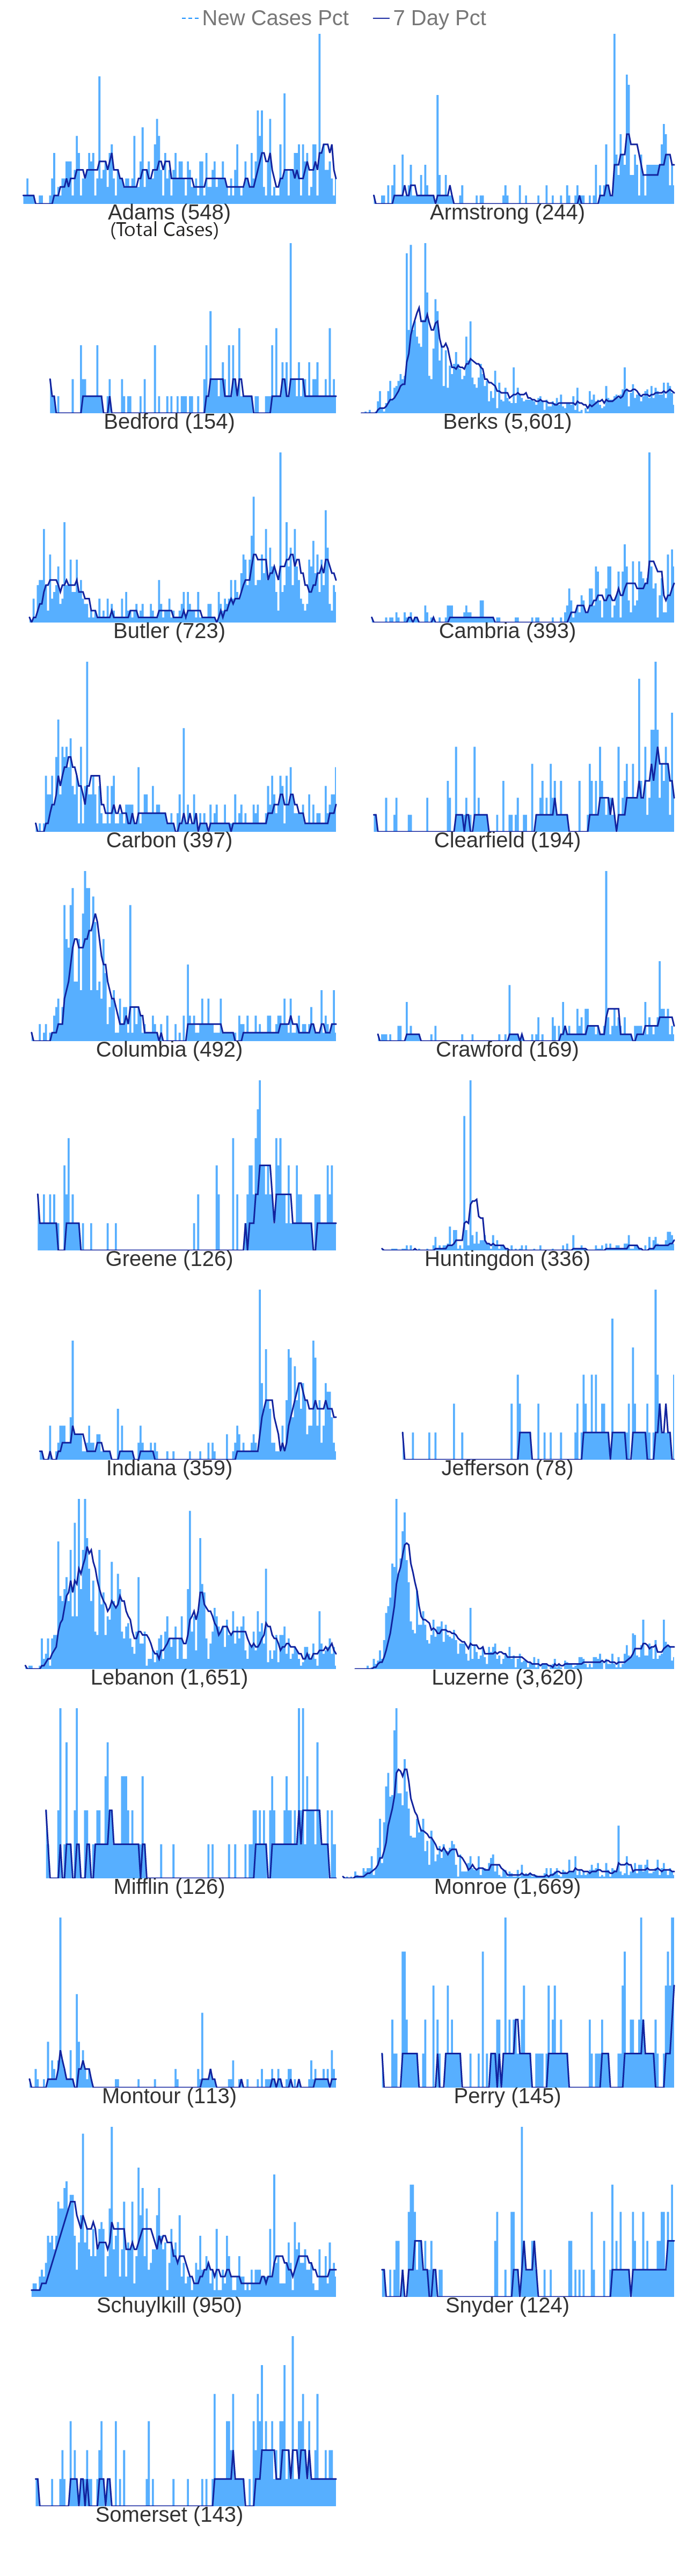 New Cases Pct 7 Day Pct
Adams (548) Armstrong (244)
(Total Cases)
Bedford (154) Berks (5,601)
Butler (723) Cambria (393)
Carbon (397) Clearfield (194)
Columbia (492) Crawford (169)
Greene (126) Huntingdon (336)
Indiana (359) Jefferson (78)
Lebanon (1,651) Luzerne (3,620)
Mifflin (126) Monroe (1,669)
Montour (113) Perry (145)
Schuylkill (950) Snyder (124)
Somerset (143)